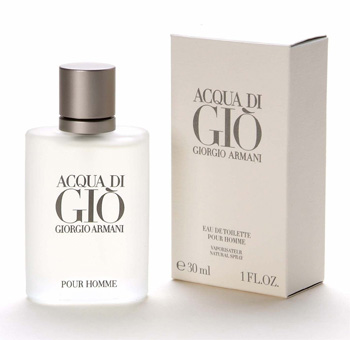 ACQUA DI
GIÒ
GIORGIO ARMANI
POUR HOMME
ACQUA DI
GIÒ
GIORGIO ARMANI
EAU DE TOILETTE
POUR HOMME
VAPORISATEUR
NATURAL SPRAY
e 30 ml 1 FL.OZ.